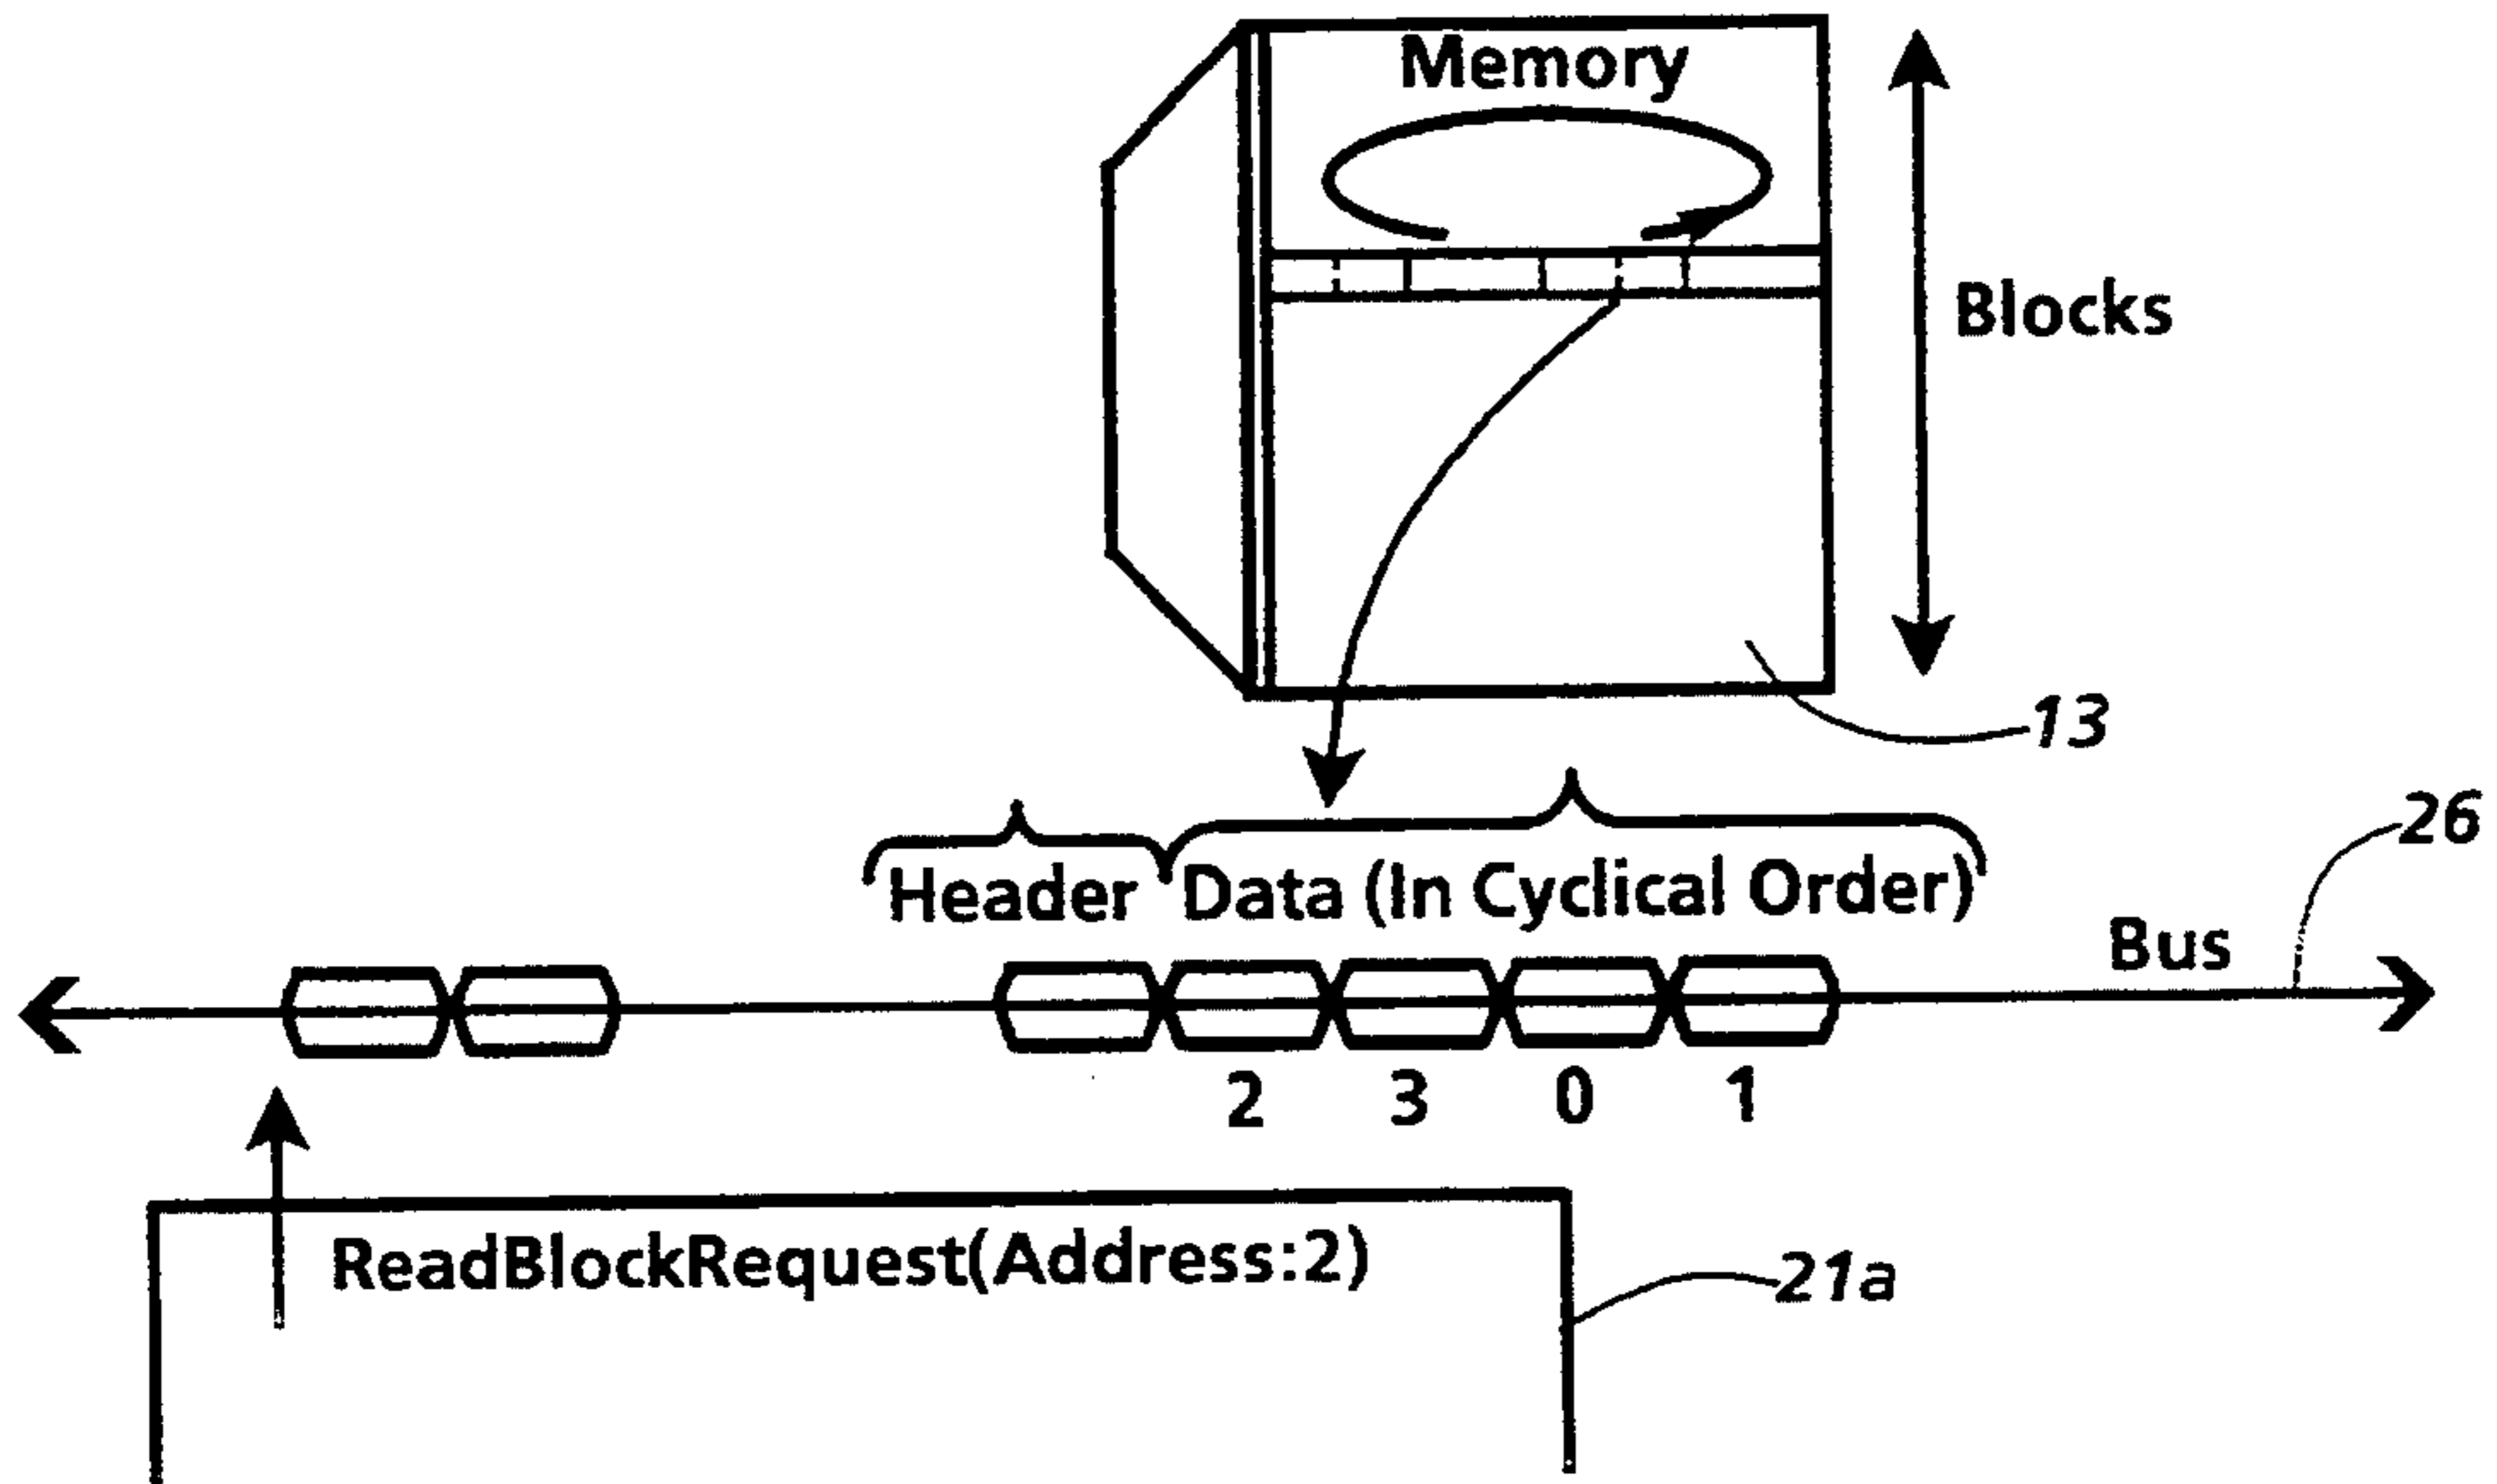 Memory
Blocks
13
26
Header Data (In Cyclical Order)
Bus
2 3 0 1
ReadBlockRequest(Address:2)
21a